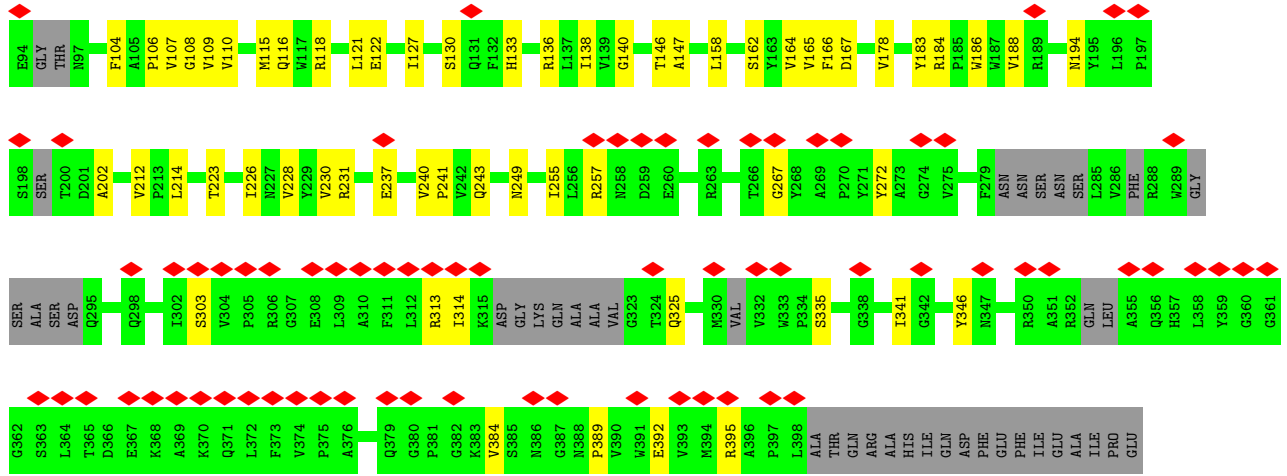 E94 GLY THR N97 F104 A105 P106 V107 G108 V109 V110 M115 Q116 W117 R118 L121 E122 I127 S130 Q131 F132 H133 R136 L137 I138 V139 G140 T146 A147 L158 S162 Y163 V164 V165 F166 D167 V178 Y183 R184 P185 W186 W187 V188 R189 N194 Y195 L196 P197
S198 SER T200 D201 A202 V212 P213 L214 T223 I226 N227 V228 Y229 V230 R231 E237 V240 P241 V242 Q243 N249 I255 L256 R257 N258 D259 E260 R263 T266 G267 Y268 A269 P270 Y271 Y272 A273 G274 V275 F279 ASN ASN SER ASN SER L285 V286 PHE R288 W289 GLY
SER ALA SER ASP Q295 Q298 I302 S303 V304 P305 R306 G307 E308 L309 A310 F311 L312 R313 I314 K315 ASP GLY LYS GLN ALA ALA VAL G323 T324 Q325 M330 VAL V332 W333 P334 S335 G338 I341 G342 Y346 N347 R350 A351 R352 GLN LEU A355 Q356 H357 L358 Y359 G360 G361
G362 S363 L364 T365 D366 E367 K368 A369 K370 Q371 L372 F373 V374 P375 A376 Q379 G380 P381 G382 K383 V384 S385 N386 G387 N388 P389 V390 W391 E392 V393 M394 R395 A396 P397 L398 ALA THR GLN ARG ALA HIS ILE GLN ASP PHE GLU PHE ILE GLU ALA ILE PRO GLU